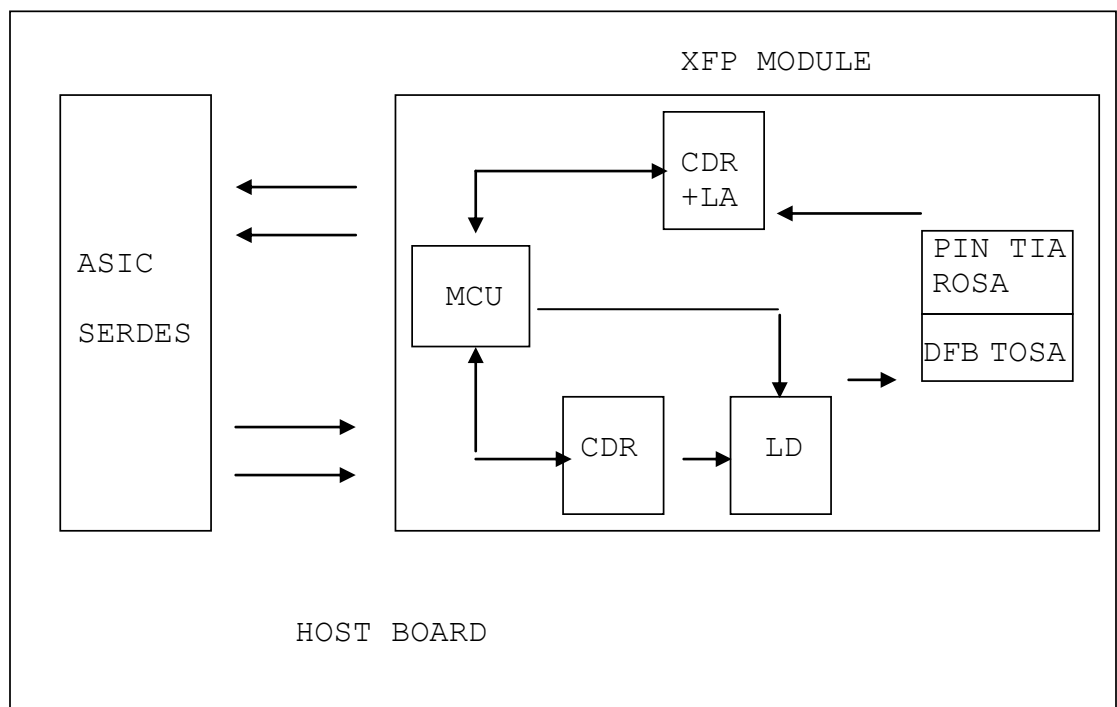 XFP MODULE
ASIC
SERDES
CDR
+LA
MCU
PIN TIA
ROSA
DFB TOSA
CDR
LD
HOST BOARD